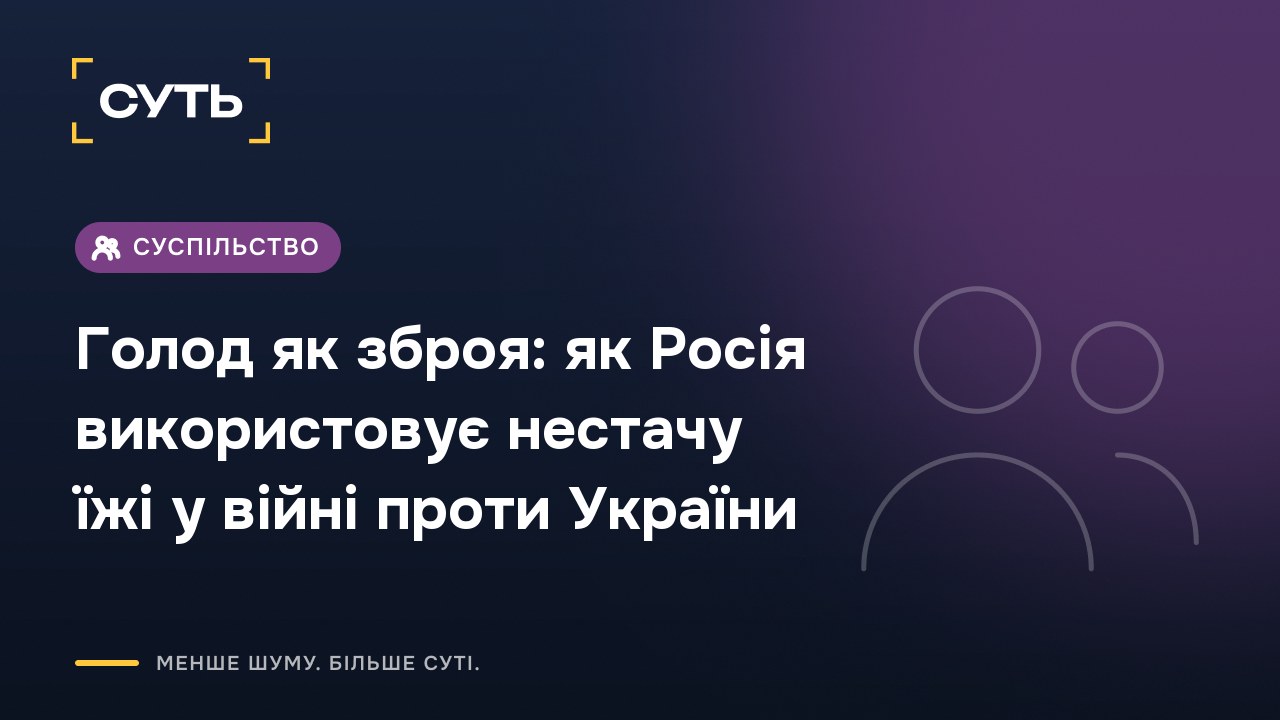 СУТЬ
СУСПІЛЬСТВО
Голод як зброя: як Росія
використовує нестачу
їжі у війні проти України
МЕНШЕ ШУМУ. БІЛЬШЕ СУТІ.